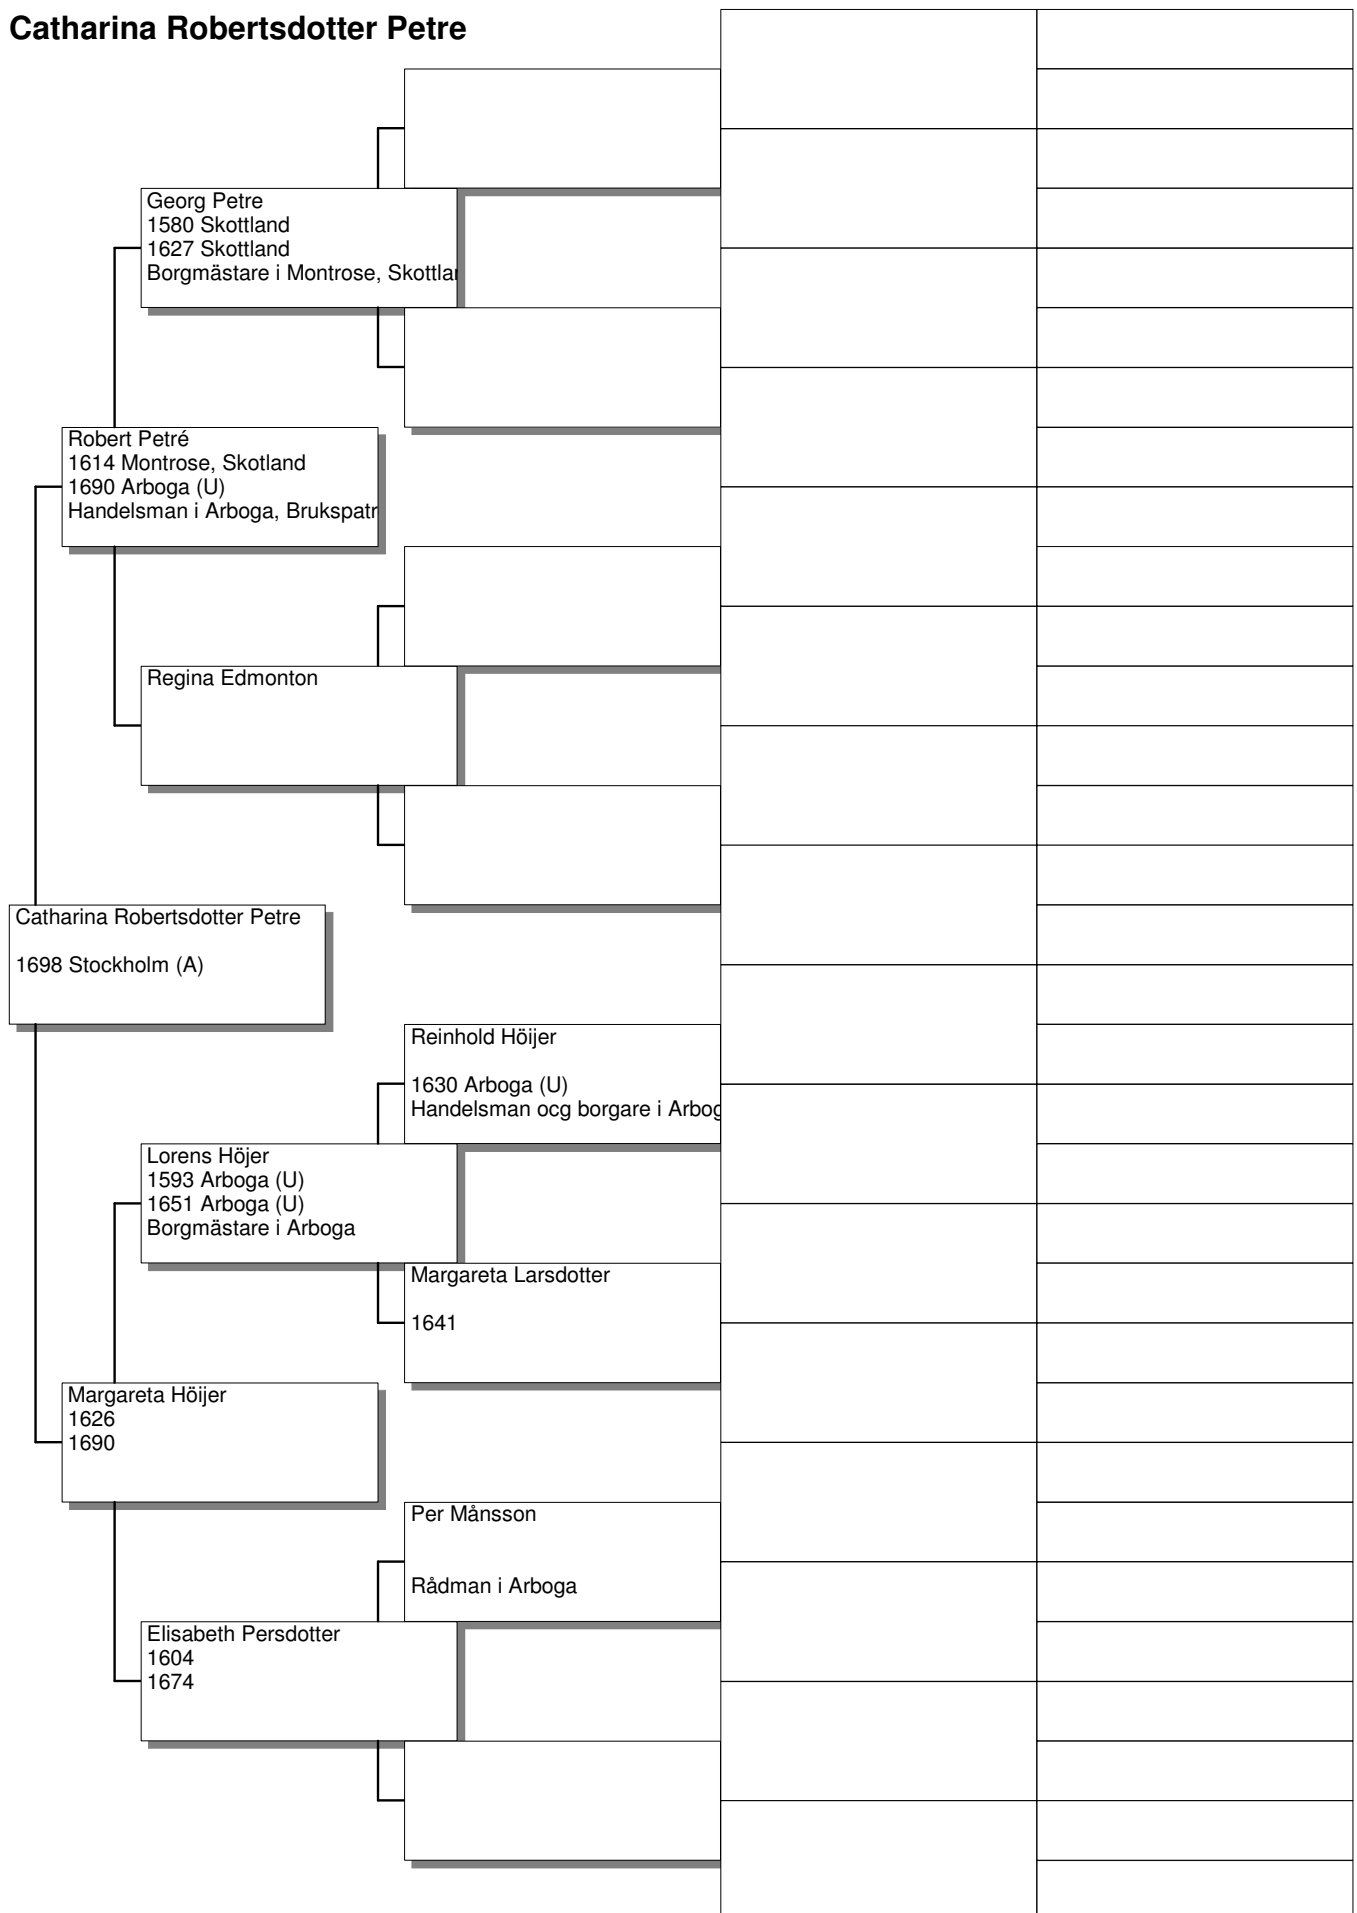 Catharina Robertsdotter Petre
Georg Petre
1580 Skottland
1627 Skottland
Borgmästare i Montrose, Skottlan
Robert Petré
1614 Montrose, Skotland
1690 Arboga (U)
Handelsman i Arboga, Brukspatr
Regina Edmonton
Catharina Robertsdotter Petre
1698 Stockholm (A)
Reinhold Höijer
1630 Arboga (U)
Handelsman ocg borgare i Arbog
Lorens Höjer
1593 Arboga (U)
1651 Arboga (U)
Borgmästare i Arboga
Margareta Larsdotter
1641
Margareta Höijer
1626
1690
Per Månsson
Rådman i Arboga
Elisabeth Persdotter
1604
1674